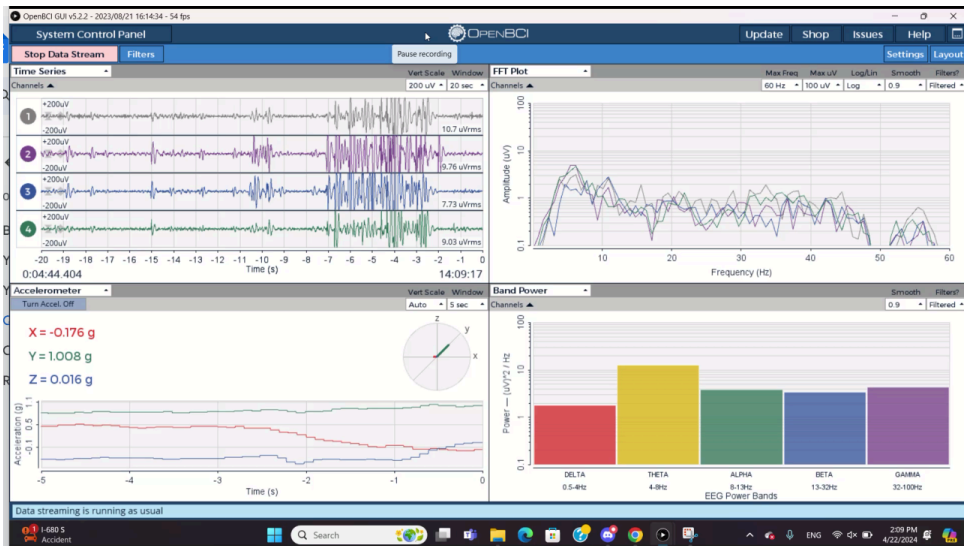 OpenBCI GUI v5.2.2 - 2023/08/21 16:14:34 - 54 fps
System Control Panel
OPENBCI
Update
Shop
Issues
Help
Stop Data Stream
Filters
Pause recording
Settings
Layout
Time Series
Vert Scale Window
Channels
200 uV
20 sec
+200uV
1
-200uV
10.7 uVrms
+200uV
2
-200uV
9.76 uVrms
+200uV
3
-200uV
7.73 uVrms
+200uV
4
-200uV
9.03 uVrms
-20 -19 -18 -17 -16 -15 -14 -13 -12 -11 -10 -9 -8 -7 -6 -5 -4 -3 -2 -1 0
Time (s)
0:04:44.404
14:09:17
FFT Plot
Max Freq Max uV Log/Lin Smooth Filters?
Channels
60 Hz
100 uV
Log
0.9
Filtered
100
10
1
0.1
Amplitude (uV)
10 20 30 40 50 60
Frequency (Hz)
Accelerometer
Vert Scale Window
Turn Accel. Off
Auto
5 sec
X = -0.176 g
Y = 1.008 g
Z = 0.016 g
z
y
x
Acceleration (g)
1.1
0.5
-0.1
-5 -4 -3 -2 -1 0
Time (s)
Band Power
Smooth Filters?
Channels
0.9
Filtered
100
10
1
0.1
Power — (uV)^2 / Hz
DELTA THETA ALPHA BETA GAMMA
0.5-4Hz 4-8Hz 8-13Hz 13-32Hz 32-100Hz
EEG Power Bands
Data streaming is running as usual
1
I-680 S
Accident
Search
ENG
2:09 PM
4/22/2024